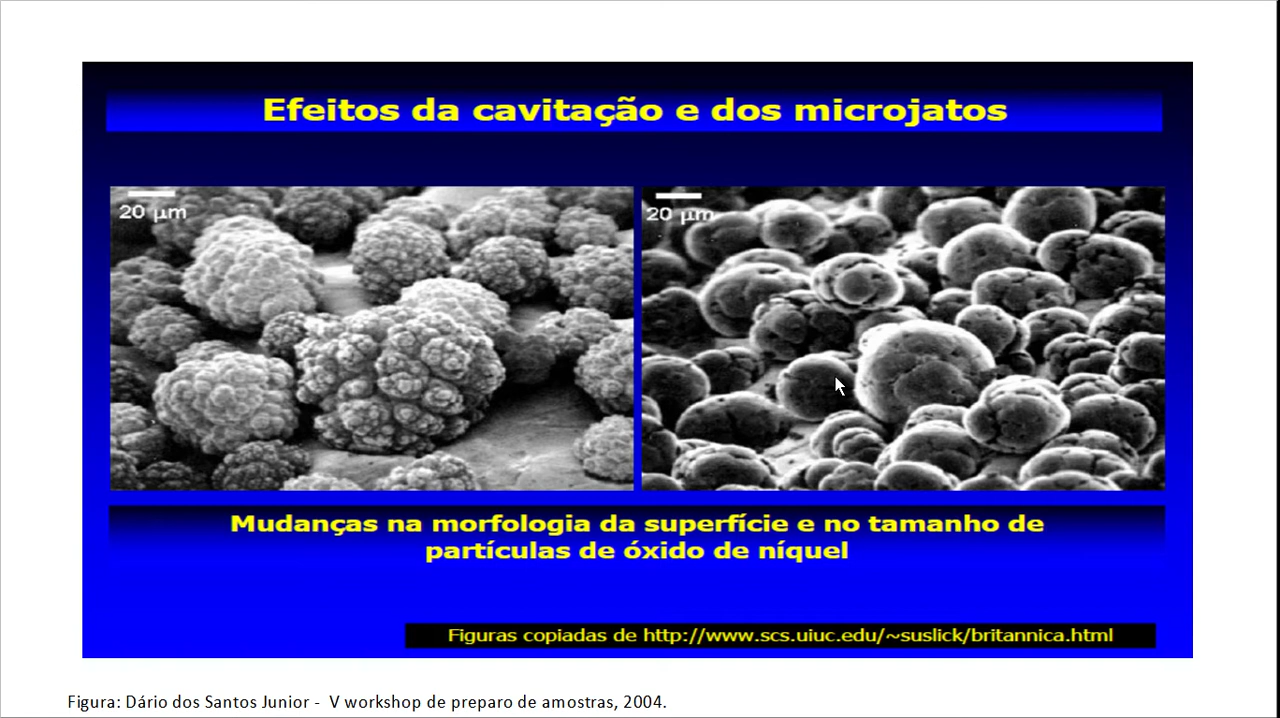 Efeitos da cavitação e dos microjatos
20 µm
20 µm
Mudanças na morfologia da superfície e no tamanho de
partículas de óxido de níquel
Figuras copiadas de http://www.scs.uiuc.edu/~suslick/britannica.html
Figura: Dário dos Santos Junior - V workshop de preparo de amostras, 2004.